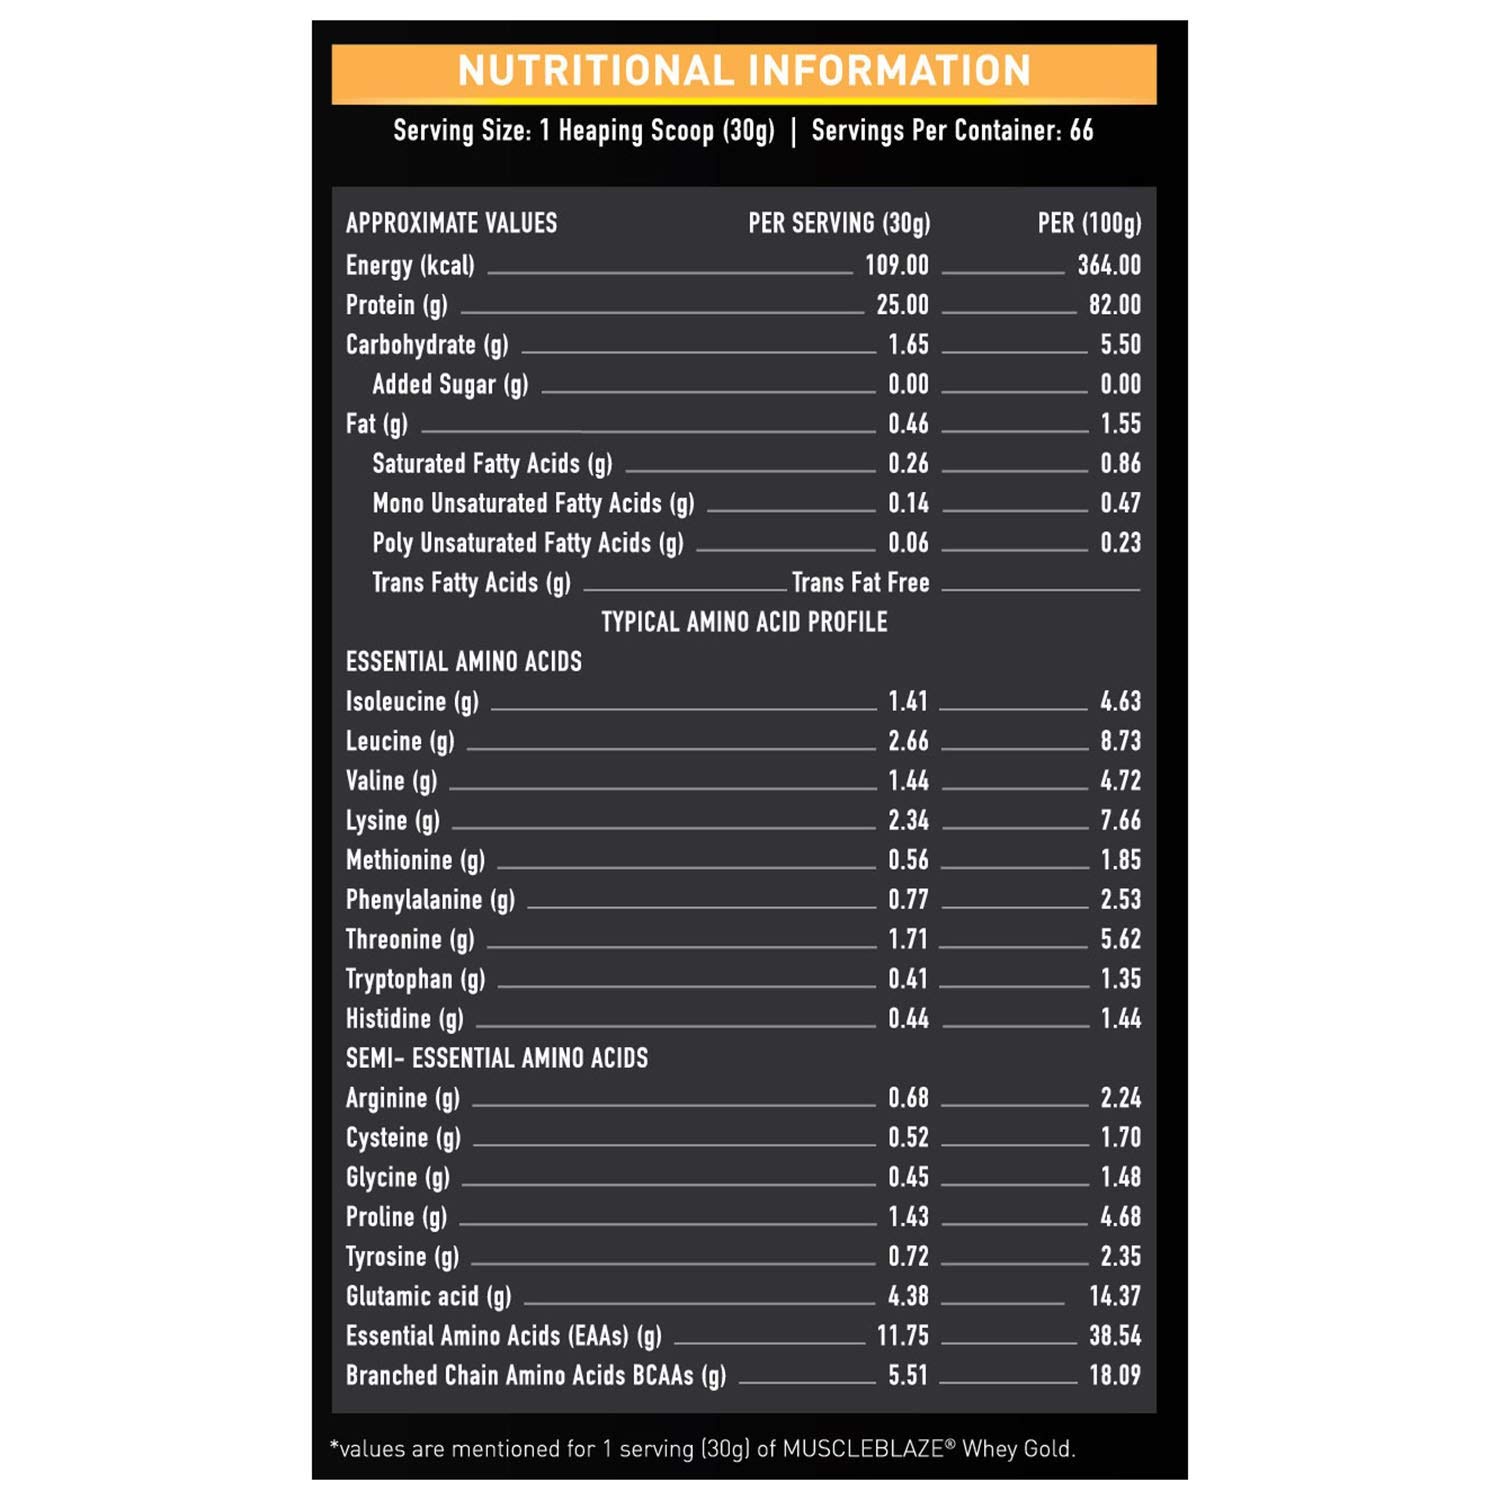 NUTRITIONAL INFORMATION
Serving Size: 1 Heaping Scoop (30g) | Servings Per Container: 66
APPROXIMATE VALUES PER SERVING (30g) PER (100g)
Energy (kcal) 109.00 364.00
Protein (g) 25.00 82.00
Carbohydrate (g) 1.65 5.50
Added Sugar (g) 0.00 0.00
Fat (g) 0.46 1.55
Saturated Fatty Acids (g) 0.26 0.86
Mono Unsaturated Fatty Acids (g) 0.14 0.47
Poly Unsaturated Fatty Acids (g) 0.06 0.23
Trans Fatty Acids (g) Trans Fat Free
TYPICAL AMINO ACID PROFILE
ESSENTIAL AMINO ACIDS
Isoleucine (g) 1.41 4.63
Leucine (g) 2.66 8.73
Valine (g) 1.44 4.72
Lysine (g) 2.34 7.66
Methionine (g) 0.56 1.85
Phenylalanine (g) 0.77 2.53
Threonine (g) 1.71 5.62
Tryptophan (g) 0.41 1.35
Histidine (g) 0.44 1.44
SEMI- ESSENTIAL AMINO ACIDS
Arginine (g) 0.68 2.24
Cysteine (g) 0.52 1.70
Glycine (g) 0.45 1.48
Proline (g) 1.43 4.68
Tyrosine (g) 0.72 2.35
Glutamic acid (g) 4.38 14.37
Essential Amino Acids (EAAs) (g) 11.75 38.54
Branched Chain Amino Acids BCAAs (g) 5.51 18.09
*values are mentioned for 1 serving (30g) of MUSCLEBLAZE® Whey Gold.